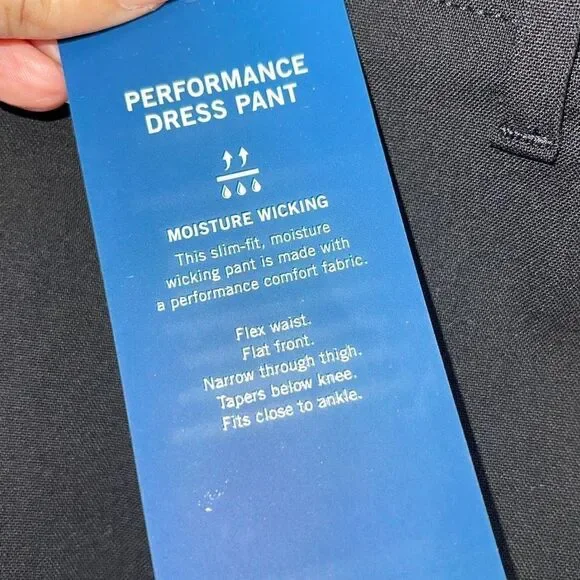 PERFORMANCE
DRESS PANT
MOISTURE WICKING
This slim-fit, moisture
wicking pant is made with
a performance comfort fabric.
Flex waist.
Flat front.
Narrow through thigh.
Tapers below knee.
Fits close to ankle.